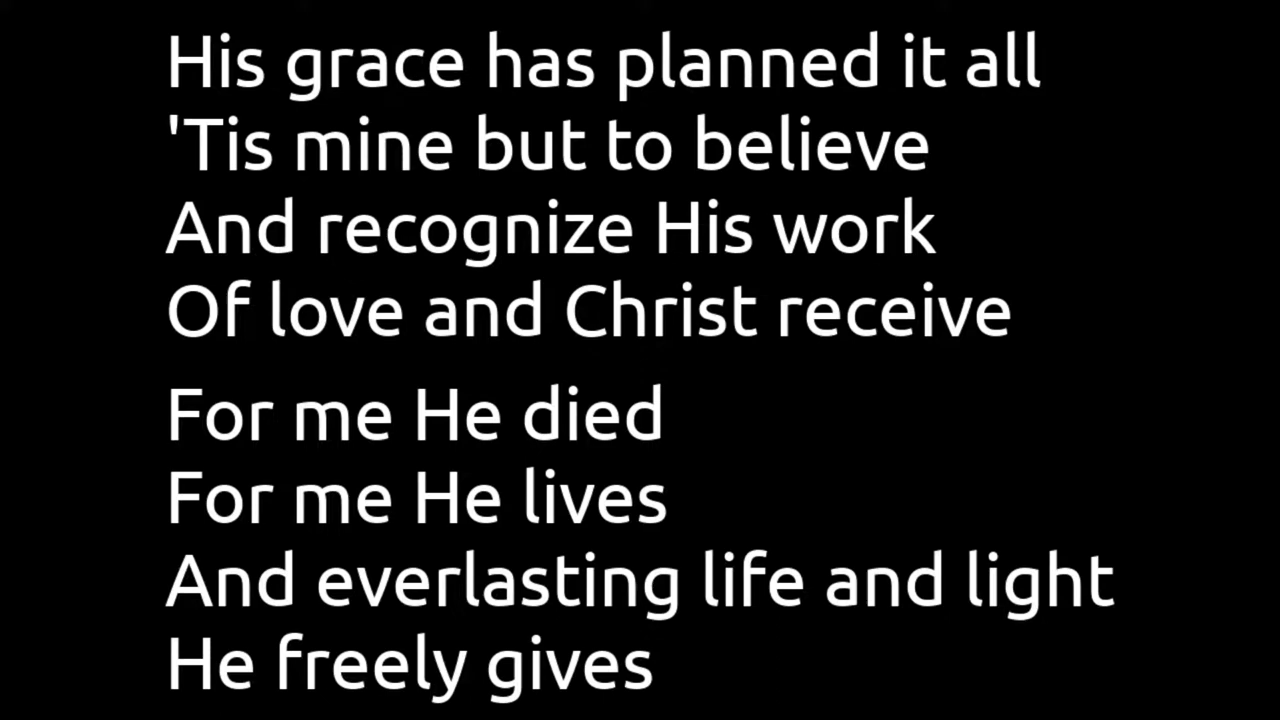 His grace has planned it all
'Tis mine but to believe
And recognize His work
Of love and Christ receive
For me He died
For me He lives
And everlasting life and light
He freely gives